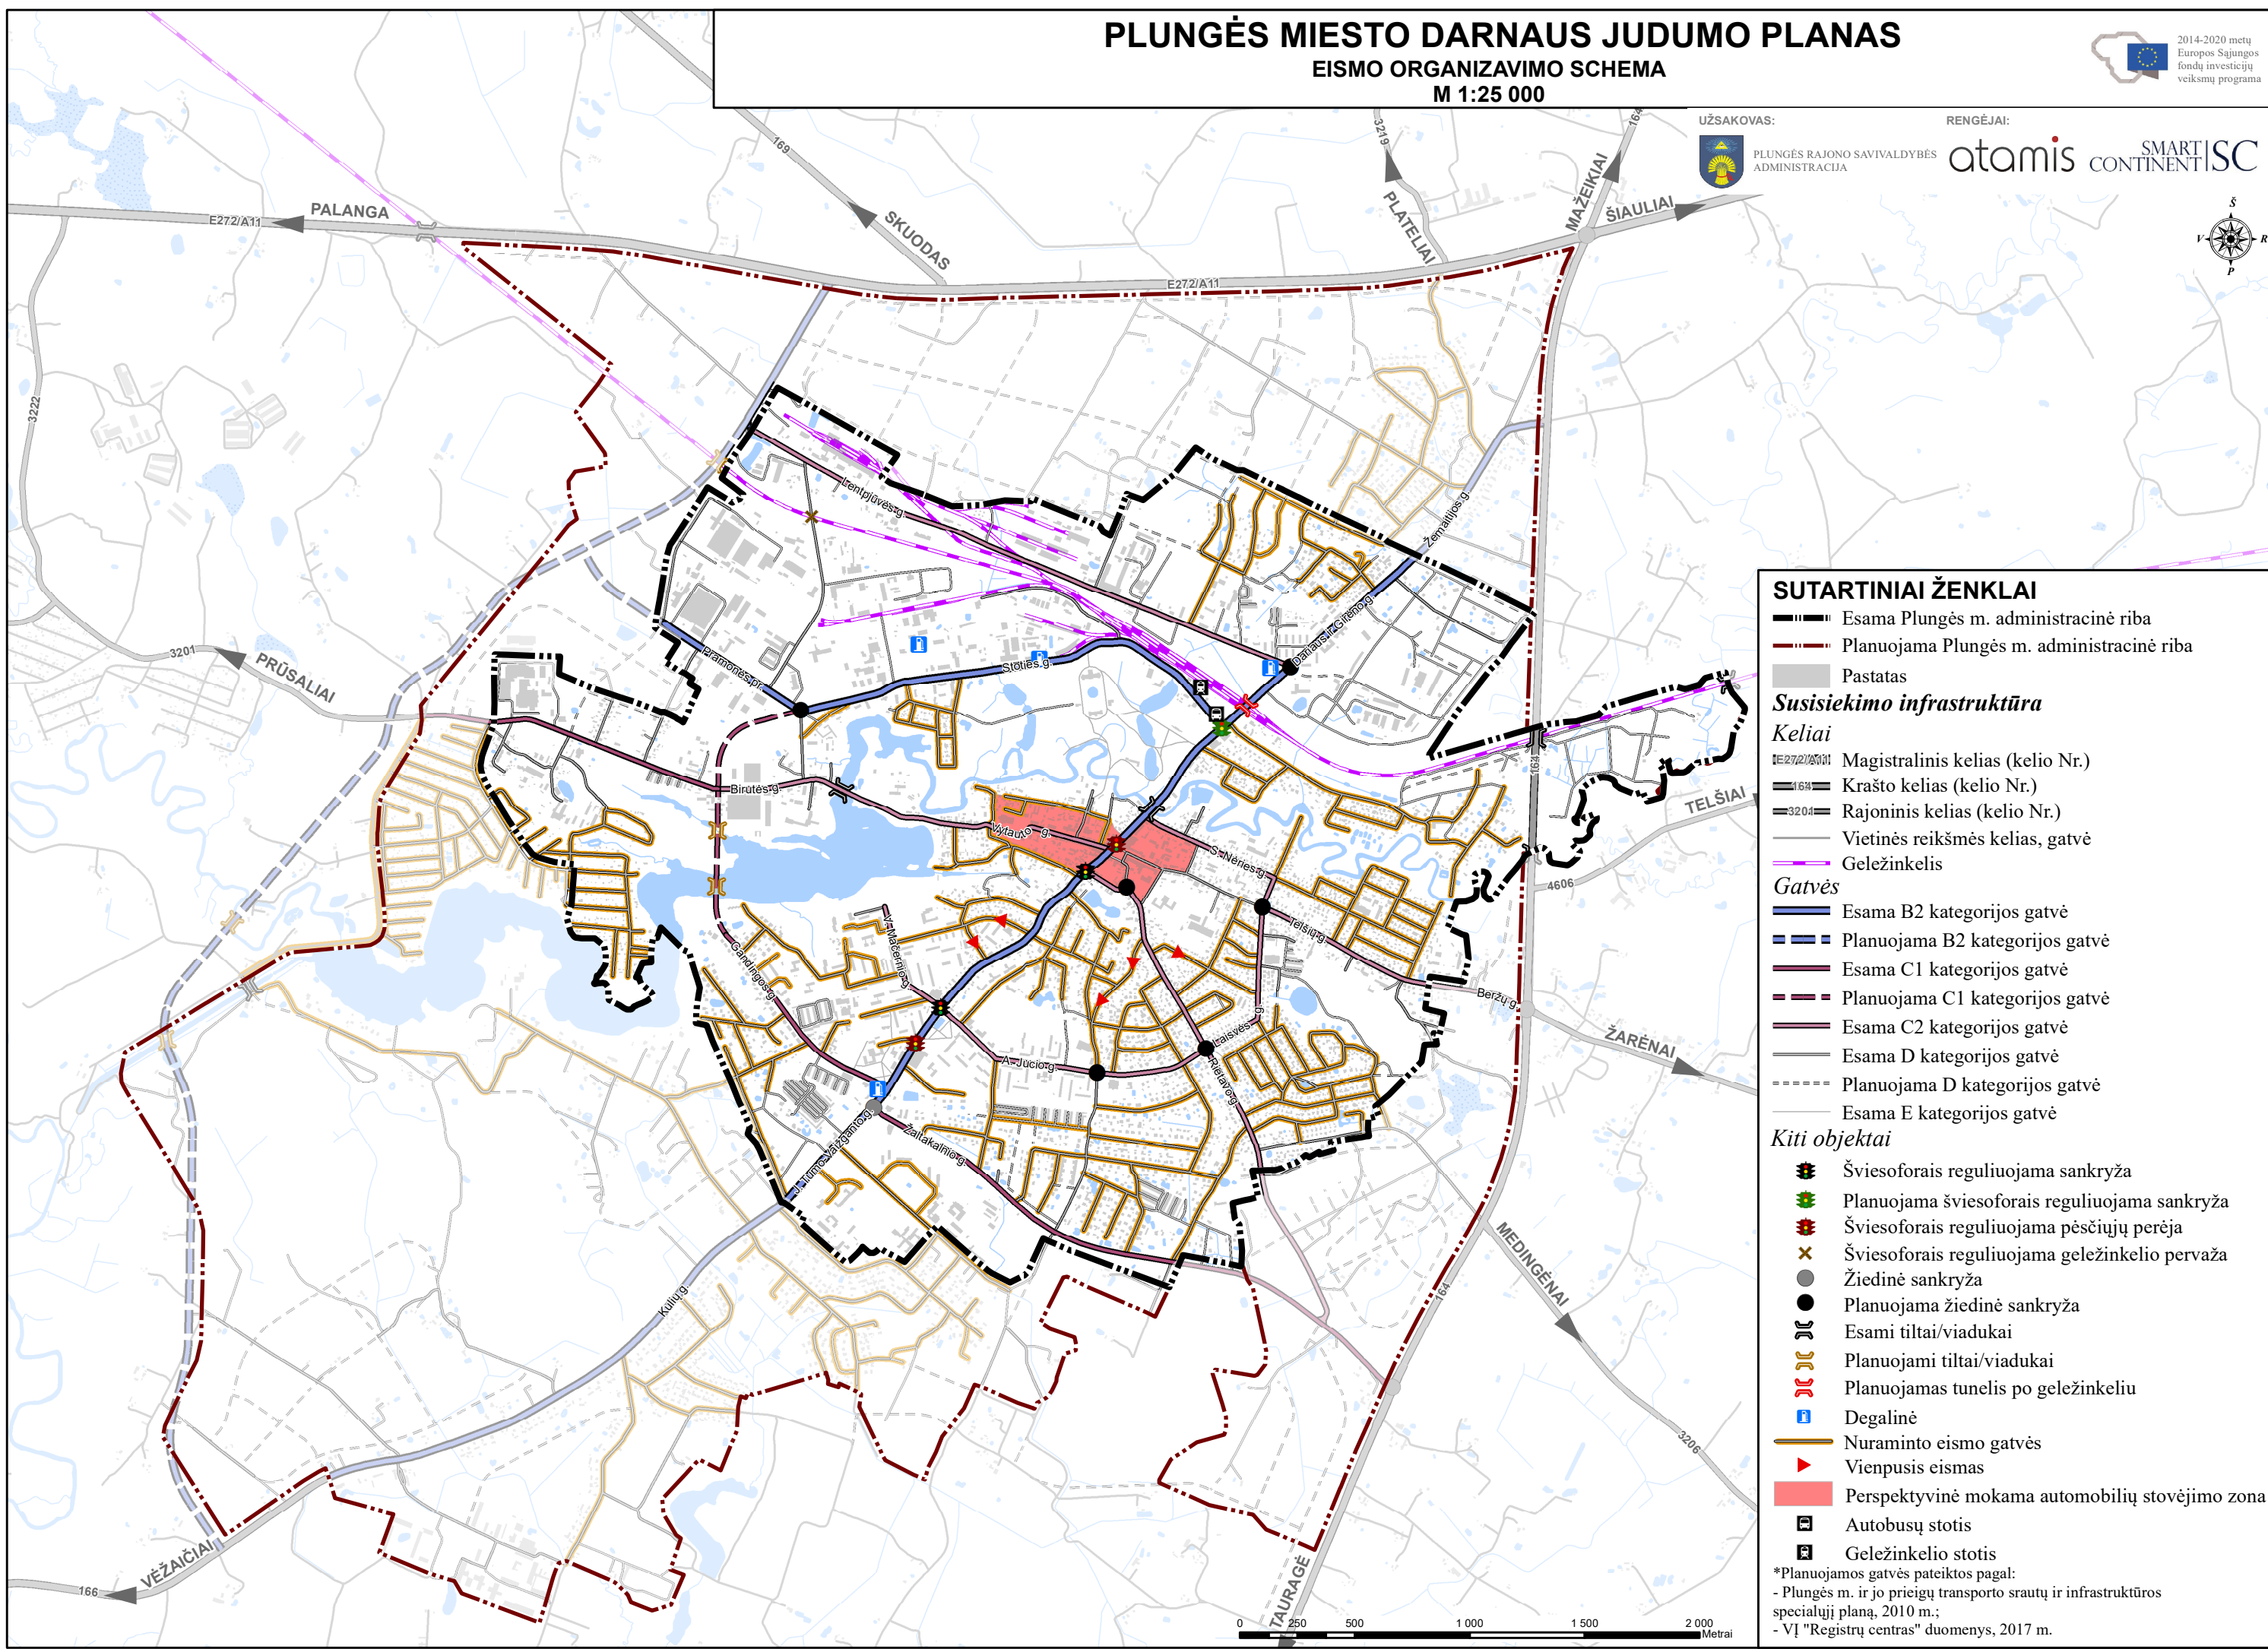 PLUNGĖS MIESTO DARNAUS JUDUMO PLANAS
EISMO ORGANIZAVIMO SCHEMA
M 1:25 000
2014-2020 metų
Europos Sąjungos
fondų investicijų
veiksmų programa
UŽSAKOVAS:
PLUNGĖS RAJONO SAVIVALDYBĖS
ADMINISTRACIJA
RENGĖJAI:
atamis
SMART
CONTINENT SC
Š
V
R
P
169
3219
164
PALANGA
E272/A11
SKUODAS
PLATELIAI
MAŽEIKIAI
ŠIAULIAI
E272/A11
3222
Lentpjūvės g.
Žemaitijos g.
Dariaus ir Girėno g.
3201
PRŪSALIAI
Pramonės pr.
Stoties g.
Birutės g.
Vytauto g.
S. Nėries g.
164
TELŠIAI
4606
Telšių g.
V. Mačernio g.
Gandingos g.
Beržų g.
ŽARĖNAI
Laisvės g.
A. Jucio g.
Rietavo g.
J. Tumo-Vaižganto g.
Žaltakalnio g.
Kulių g.
MEDINGĖNAI
164
3206
VĖŽAIČIAI
166
TAURAGĖ
0 250 500 1 000 1 500 2 000
Metrai
SUTARTINIAI ŽENKLAI
Esama Plungės m. administracinė riba
Planuojama Plungės m. administracinė riba
Pastatas
Susisiekimo infrastruktūra
Keliai
E272/A11 Magistralinis kelias (kelio Nr.)
164 Krašto kelias (kelio Nr.)
3201 Rajoninis kelias (kelio Nr.)
Vietinės reikšmės kelias, gatvė
Geležinkelis
Gatvės
Esama B2 kategorijos gatvė
Planuojama B2 kategorijos gatvė
Esama C1 kategorijos gatvė
Planuojama C1 kategorijos gatvė
Esama C2 kategorijos gatvė
Esama D kategorijos gatvė
Planuojama D kategorijos gatvė
Esama E kategorijos gatvė
Kiti objektai
Šviesoforais reguliuojama sankryža
Planuojama šviesoforais reguliuojama sankryža
Šviesoforais reguliuojama pėsčiųjų perėja
Šviesoforais reguliuojama geležinkelio pervaža
Žiedinė sankryža
Planuojama žiedinė sankryža
Esami tiltai/viadukai
Planuojami tiltai/viadukai
Planuojamas tunelis po geležinkeliu
Degalinė
Nuraminto eismo gatvės
Vienpusis eismas
Perspektyvinė mokama automobilių stovėjimo zona
Autobusų stotis
Geležinkelio stotis
*Planuojamos gatvės pateiktos pagal:
- Plungės m. ir jo prieigų transporto srautų ir infrastruktūros
specialųjį planą, 2010 m.;
- VĮ "Registrų centras" duomenys, 2017 m.